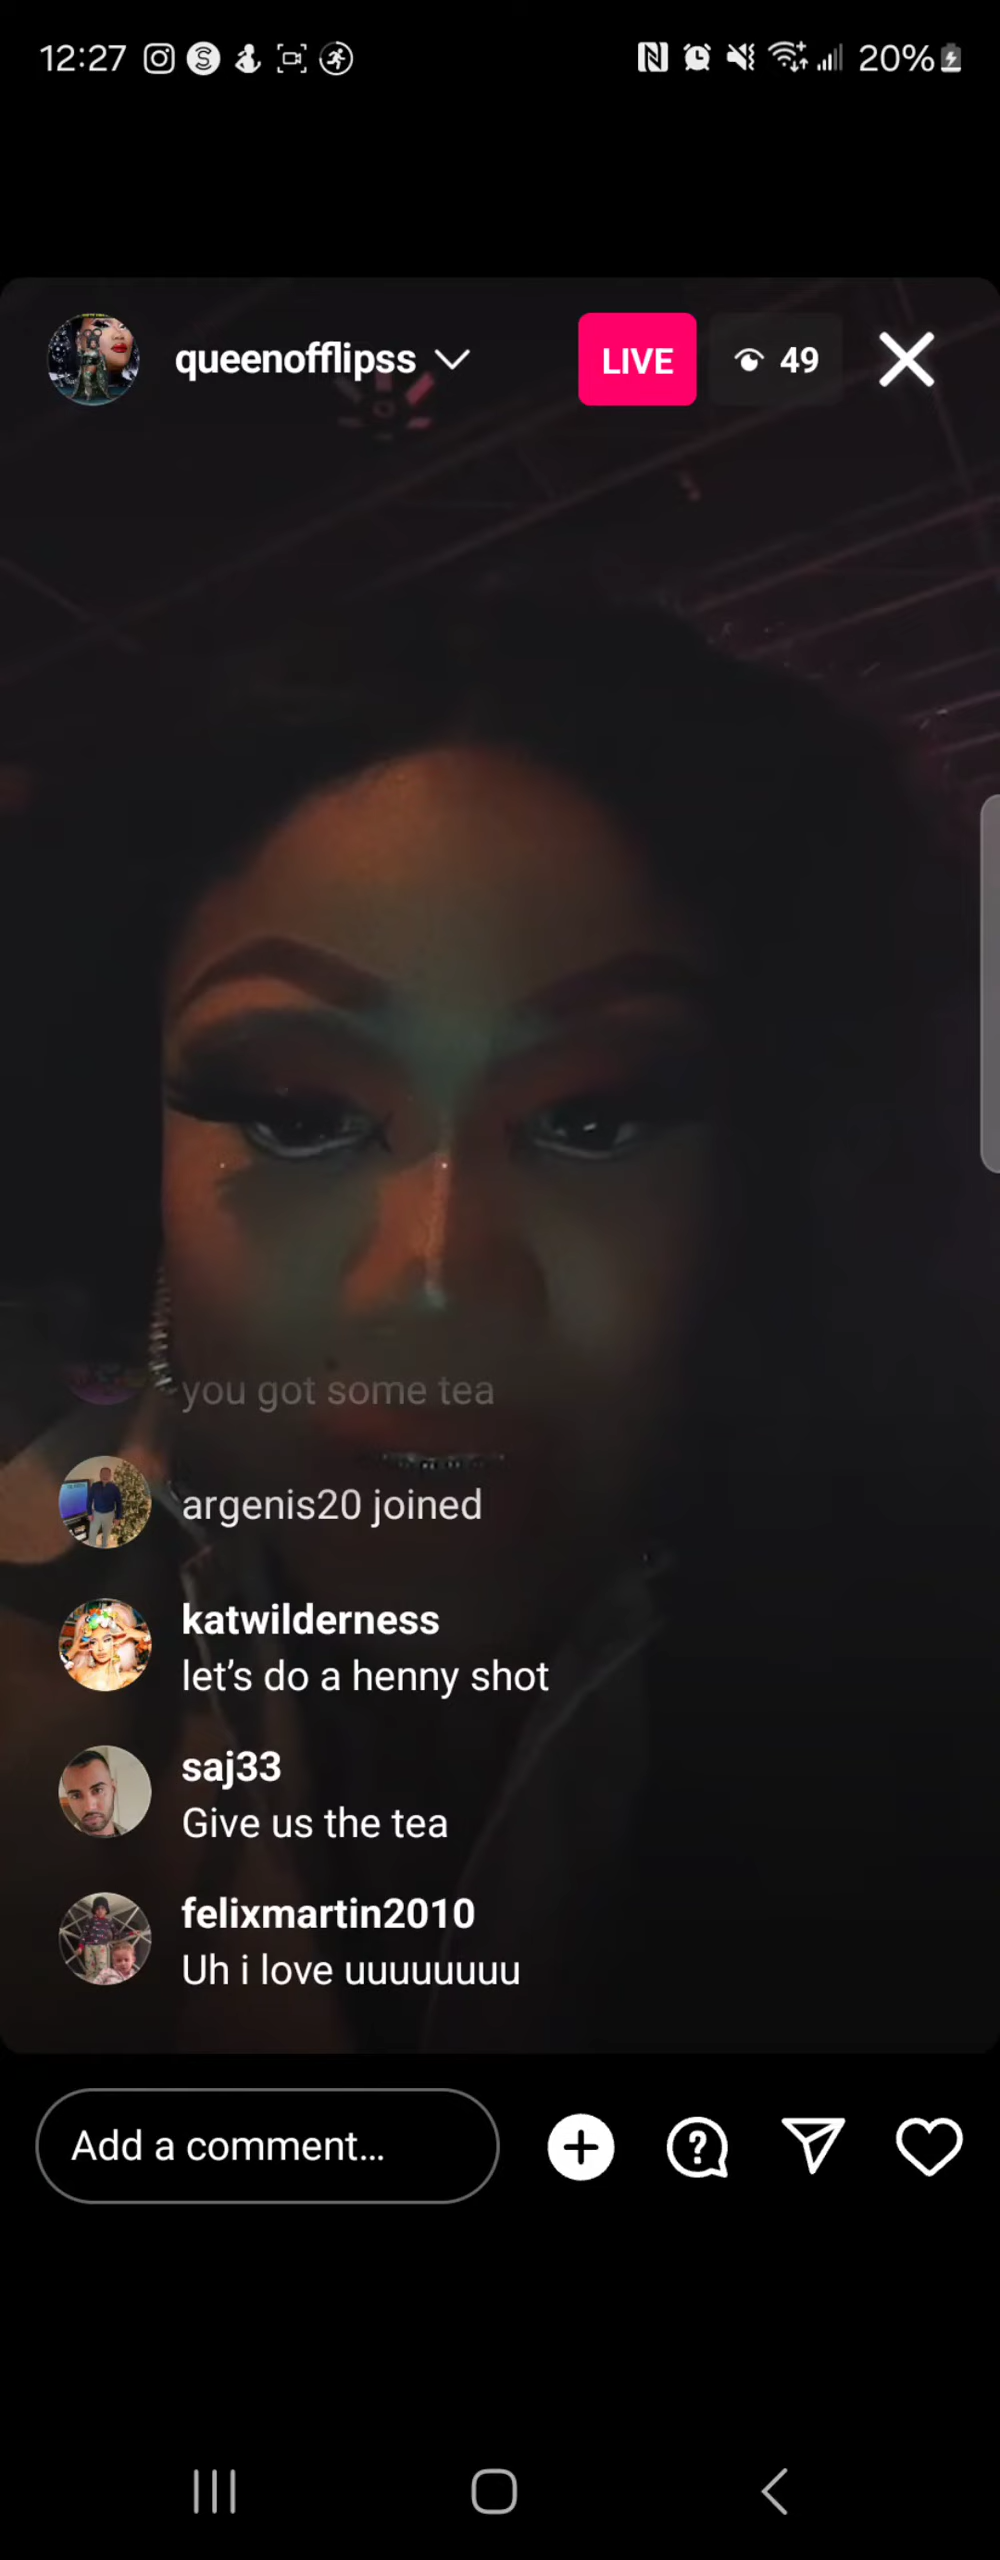 12:27
20%
queenofflipss
LIVE
49
you got some tea
argenis20 joined
katwilderness
let’s do a henny shot
saj33
Give us the tea
felixmartin2010
Uh i love uuuuuuuu
Add a comment...